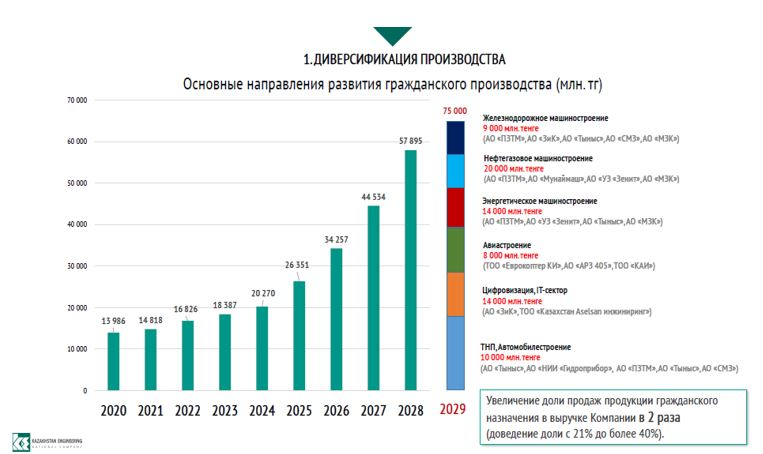 1. ДИВЕРСИФИКАЦИЯ ПРОИЗВОДСТВА
Основные направления развития гражданского производства (млн. тг)
70 000
60 000
50 000
40 000
30 000
20 000
10 000
0
13 986
14 818
16 826
18 387
20 270
26 351
34 257
44 534
57 895
75 000
2020
2021
2022
2023
2024
2025
2026
2027
2028
2029
Железнодорожное машиностроение
9 000 млн. тенге
(АО «ПЗТМ», АО «ЗиК», АО «Тыныс», АО «СМЗ», АО «МЗК»)
Нефтегазовое машиностроение
20 000 млн. тенге
(АО «ПЗТМ», АО «Мунаймаш», АО «УЗ «Зенит», АО «МЗК»)
Энергетическое машиностроение
14 000 млн. тенге
(АО «ПЗТМ», АО «УЗ «Зенит», АО «Тыныс», АО «МЗК»)
Авиастроение
8 000 млн. тенге
(ТОО «Еврокоптер КИ», АО «АРЗ 405», ТОО «КАИ»)
Цифровизация, IT-сектор
14 000 млн. тенге
(АО «ЗиК», ТОО «Казахстан Aselsan инжиниринг»)
ТНП, Автомобилестроение
10 000 млн. тенге
(АО «Тыныс», АО «НИИ «Гидроприбор», АО «ПЗТМ», АО «Тыныс», АО «СМЗ»)
Увеличение доли продаж продукции гражданского
назначения в выручке Компании в 2 раза
(доведение доли с 21% до более 40%).
KAZAKHSTAN ENGINEERING
NATIONAL COMPANY